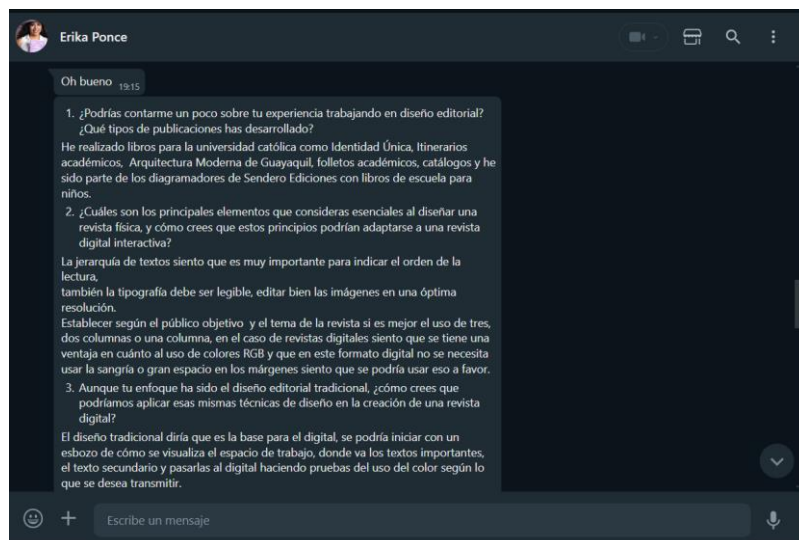 Erika Ponce
Oh bueno 19:15
1. ¿Podrías contarme un poco sobre tu experiencia trabajando en diseño editorial?
¿Qué tipos de publicaciones has desarrollado?
He realizado libros para la universidad católica como Identidad Única, Itinerarios
académicos, Arquitectura Moderna de Guayaquil, folletos académicos, catálogos y he
sido parte de los diagramadores de Sendero Ediciones con libros de escuela para
niños.
2. ¿Cuáles son los principales elementos que consideras esenciales al diseñar una
revista física, y cómo crees que estos principios podrían adaptarse a una revista
digital interactiva?
La jerarquía de textos siento que es muy importante para indicar el orden de la
lectura,
también la tipografía debe ser legible, editar bien las imágenes en una óptima
resolución.
Establecer según el público objetivo y el tema de la revista si es mejor el uso de tres,
dos columnas o una columna, en el caso de revistas digitales siento que se tiene una
ventaja en cuánto al uso de colores RGB y que en este formato digital no se necesita
usar la sangría o gran espacio en los márgenes siento que se podría usar eso a favor.
3. Aunque tu enfoque ha sido el diseño editorial tradicional, ¿cómo crees que
podríamos aplicar esas mismas técnicas de diseño en la creación de una revista
digital?
El diseño tradicional diría que es la base para el digital, se podría iniciar con un
esbozo de cómo se visualiza el espacio de trabajo, donde va los textos importantes,
el texto secundario y pasarlas al digital haciendo pruebas del uso del color según lo
que se desea transmitir.
Escribe un mensaje